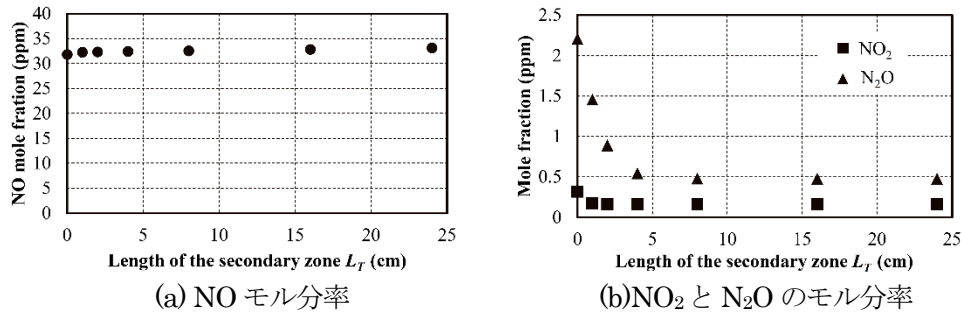 NO mole fration (ppm)
40
35
30
25
20
15
10
5
0
0 5 10 15 20 25
Length of the secondary zone L_T (cm)
(a) NO モル分率
Mole fraction (ppm)
2.5
2
1.5
1
0.5
0
NO₂
N₂O
0 5 10 15 20 25
Length of the secondary zone L_T (cm)
(b)NO₂ と N₂O のモル分率